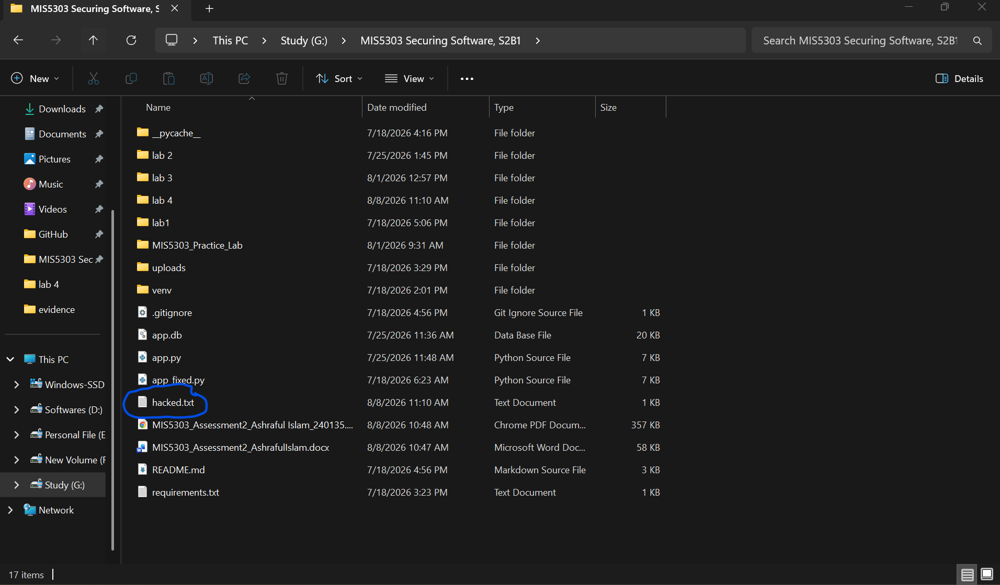 MIS5303 Securing Software, S
This PC
Study (G:)
MIS5303 Securing Software, S2B1
Search MIS5303 Securing Software, S2B1
New
Sort
View
Details
Downloads
Documents
Pictures
Music
Videos
GitHub
MIS5303 Sec
lab 4
evidence
This PC
Windows-SSD
Softwares (D:)
Personal File (E
New Volume (F
Study (G:)
Network
Name Date modified Type Size
__pycache__ 7/18/2026 4:16 PM File folder
lab 2 7/25/2026 1:45 PM File folder
lab 3 8/1/2026 12:57 PM File folder
lab 4 8/8/2026 11:10 AM File folder
lab1 7/18/2026 5:06 PM File folder
MIS5303_Practice_Lab 8/1/2026 9:31 AM File folder
uploads 7/18/2026 3:29 PM File folder
venv 7/18/2026 2:01 PM File folder
.gitignore 7/18/2026 4:56 PM Git Ignore Source File 1 KB
app.db 7/25/2026 11:36 AM Data Base File 20 KB
app.py 7/25/2026 11:48 AM Python Source File 7 KB
app_fixed.py 7/18/2026 6:23 AM Python Source File 7 KB
hacked.txt 8/8/2026 11:10 AM Text Document 1 KB
MIS5303_Assessment2_Ashraful Islam_240135.... 8/8/2026 10:48 AM Chrome PDF Docum... 357 KB
MIS5303_Assessment2_AshrafulIslam.docx 8/8/2026 10:47 AM Microsoft Word Doc... 58 KB
README.md 7/18/2026 4:56 PM Markdown Source File 3 KB
requirements.txt 7/18/2026 3:23 PM Text Document 1 KB
17 items